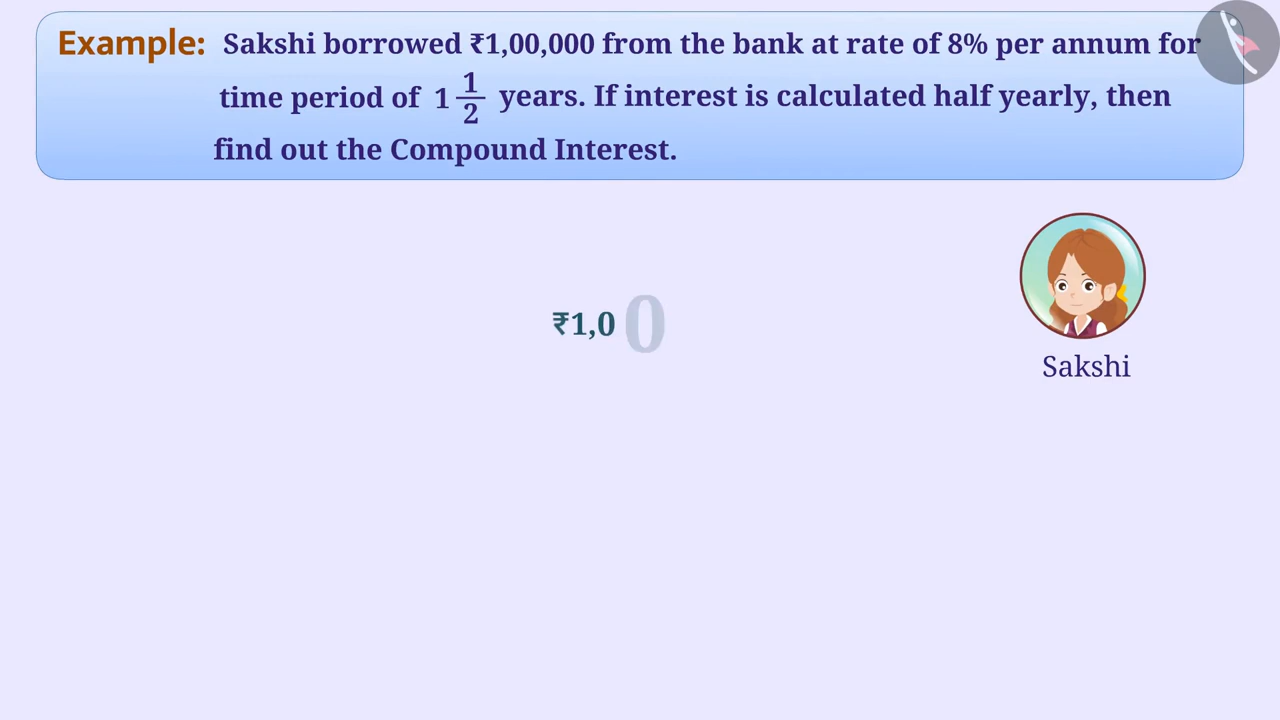 Example: Sakshi borrowed ₹1,00,000 from the bank at rate of 8% per annum for
time period of 1 1/2 years. If interest is calculated half yearly, then
find out the Compound Interest.
₹1,0 0
Sakshi